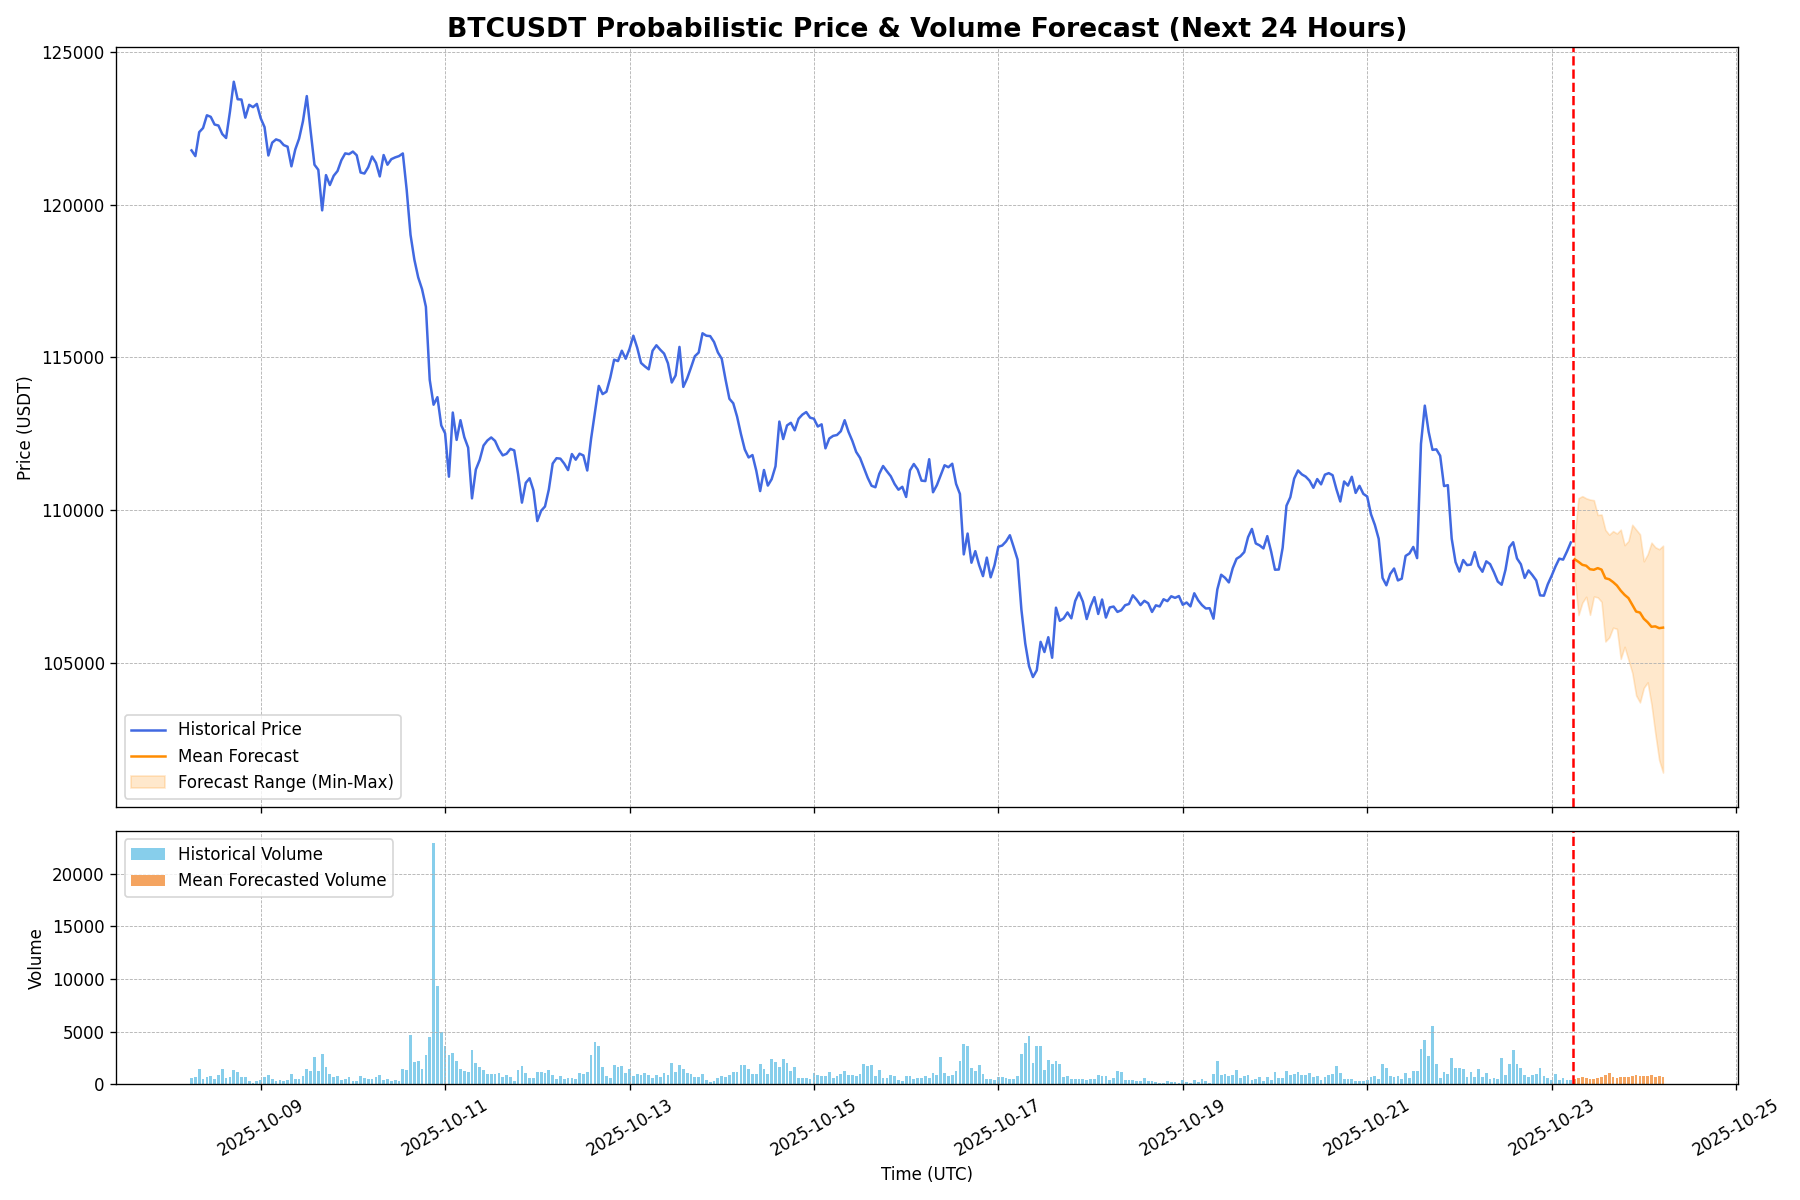 BTCUSDT Probabilistic Price & Volume Forecast (Next 24 Hours)
125000
120000
115000
110000
105000
Price (USDT)
Historical Price
Mean Forecast
Forecast Range (Min-Max)
Historical Volume
Mean Forecasted Volume
20000
15000
10000
5000
0
Volume
2025-10-09
2025-10-11
2025-10-13
2025-10-15
2025-10-17
2025-10-19
2025-10-21
2025-10-23
2025-10-25
Time (UTC)